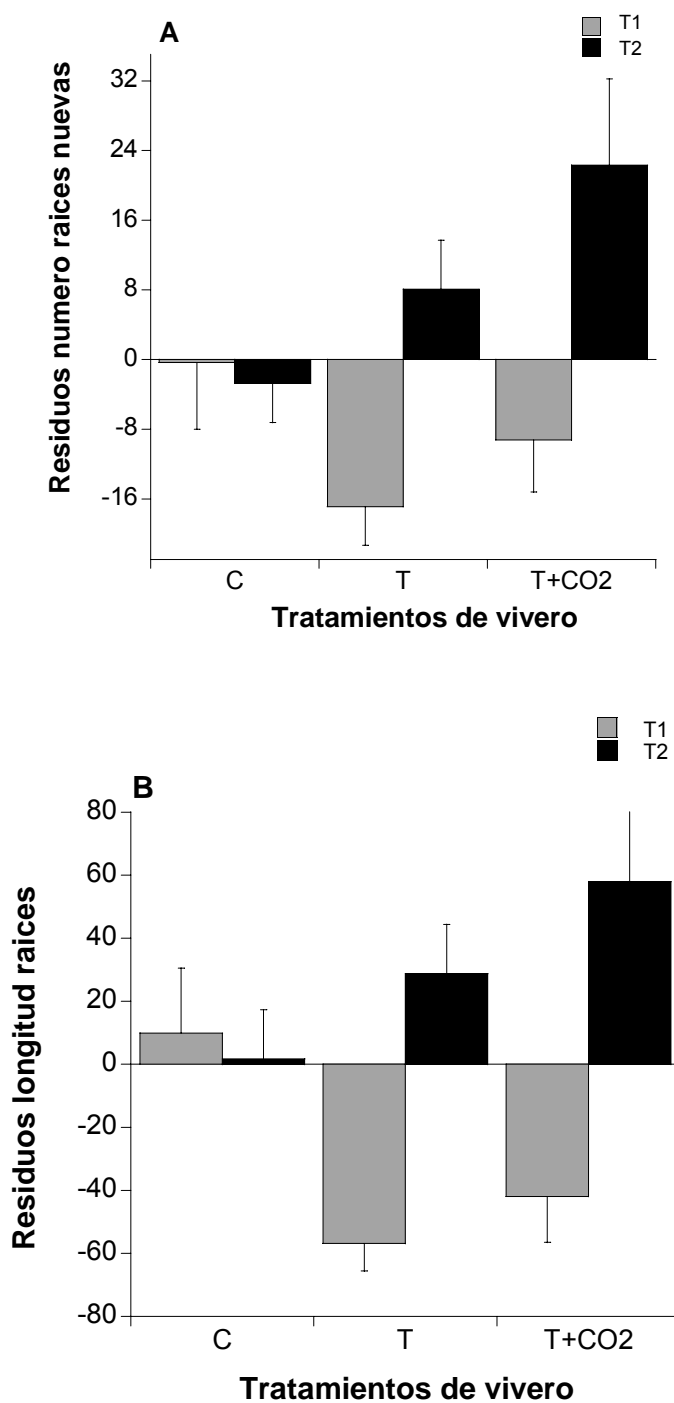 A
T1
T2
Residuos numero raices nuevas
32
24
16
8
0
-8
-16
C
T
T+CO2
Tratamientos de vivero
T1
T2
B
Residuos longitud raices
80
60
40
20
0
-20
-40
-60
-80
C
T
T+CO2
Tratamientos de vivero